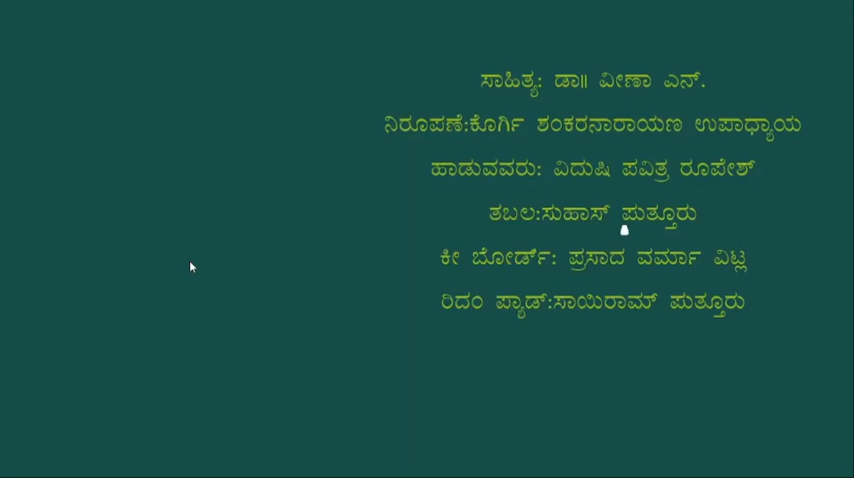 ಸಾಹಿತ್ಯ: ಡಾ॥ ವೀಣಾ ಎನ್.
ನಿರೂಪಣೆ:ಕೊರ್ಗಿ ಶಂಕರನಾರಾಯಣ ಉಪಾಧ್ಯಾಯ
ಹಾಡುವವರು: ವಿದುಷಿ ಪವಿತ್ರ ರೂಪೇಶ್
ತಬಲ:ಸುಹಾಸ್ ಪುತ್ತೂರು
ಕೀ ಬೋರ್ಡ್: ಪ್ರಸಾದ ವರ್ಮಾ ವಿಟ್ಲ
ರಿದಂ ಪ್ಯಾಡ್:ಸಾಯಿರಾಮ್ ಪುತ್ತೂರು